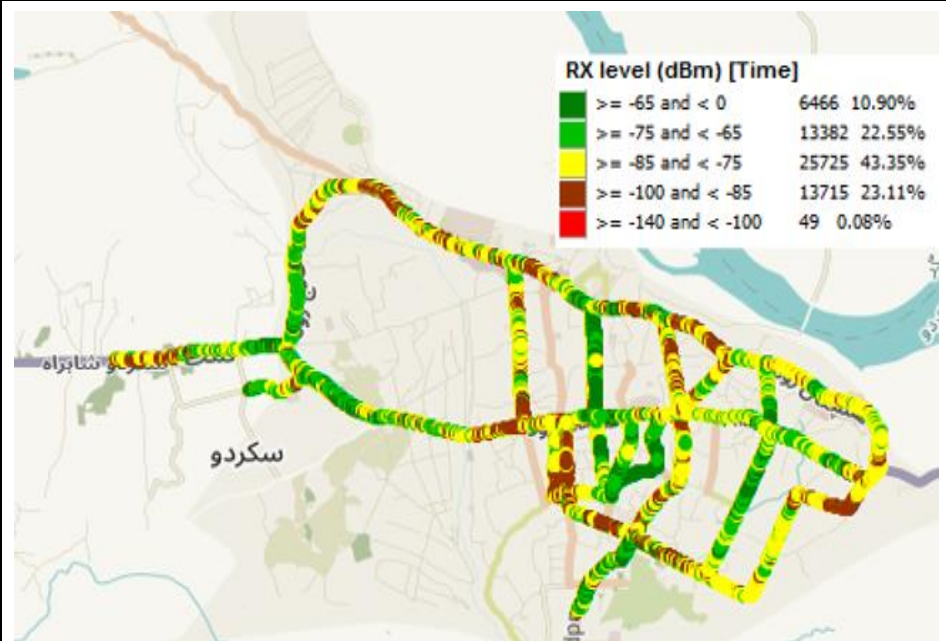 RX level (dBm) [Time]
>= -65 and < 0 6466 10.90%
>= -75 and < -65 13382 22.55%
>= -85 and < -75 25725 43.35%
>= -100 and < -85 13715 23.11%
>= -140 and < -100 49 0.08%
شاہراہ
سکردو